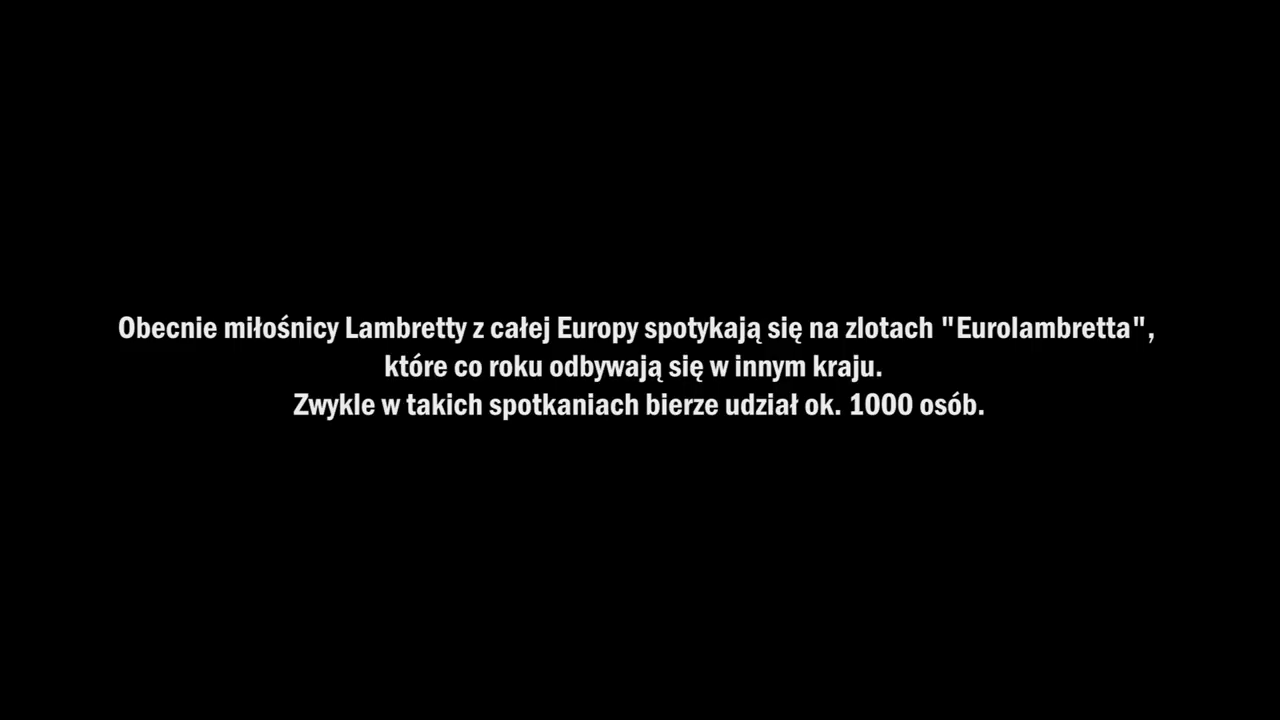 Obecnie miłośnicy Lambretty z całej Europy spotykają się na zlotach "Eurolambretta",
które co roku odbywają się w innym kraju.
Zwykle w takich spotkaniach bierze udział ok. 1000 osób.